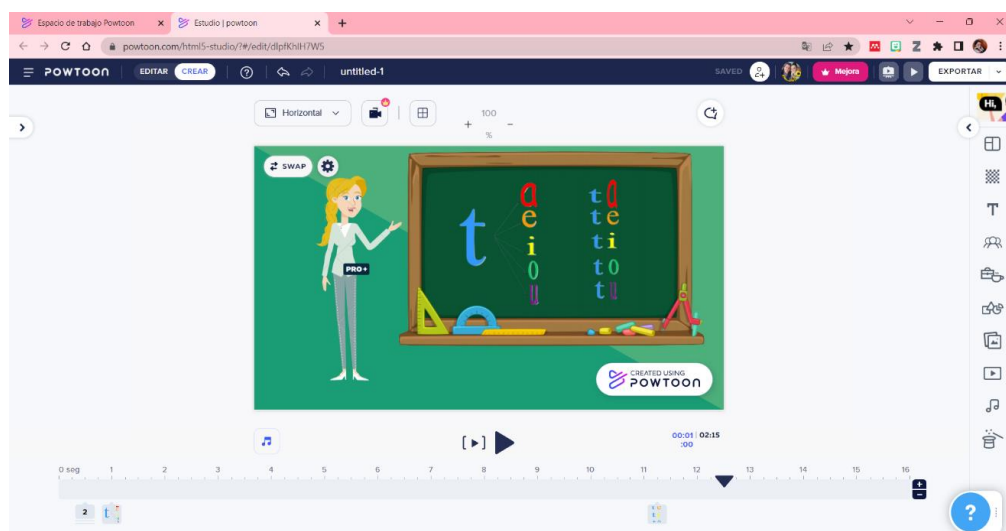 Espacio de trabajo Powtoon
Estudio | powtoon
powtoon.com/html5-studio/?#/edit/dlpfKhIH7W5
POWTOON EDITAR CREAR untitled-1 SAVED Mejora EXPORTAR
Horizontal
+ 100 % -
Hi,
SWAP
PRO+
t
a
e
i
o
u
ta
te
ti
to
tu
CREATED USING
POWTOON
00:01 02:15
:00
0 seg 1 2 3 4 5 6 7 8 9 10 11 12 13 14 15 16
2 t
?